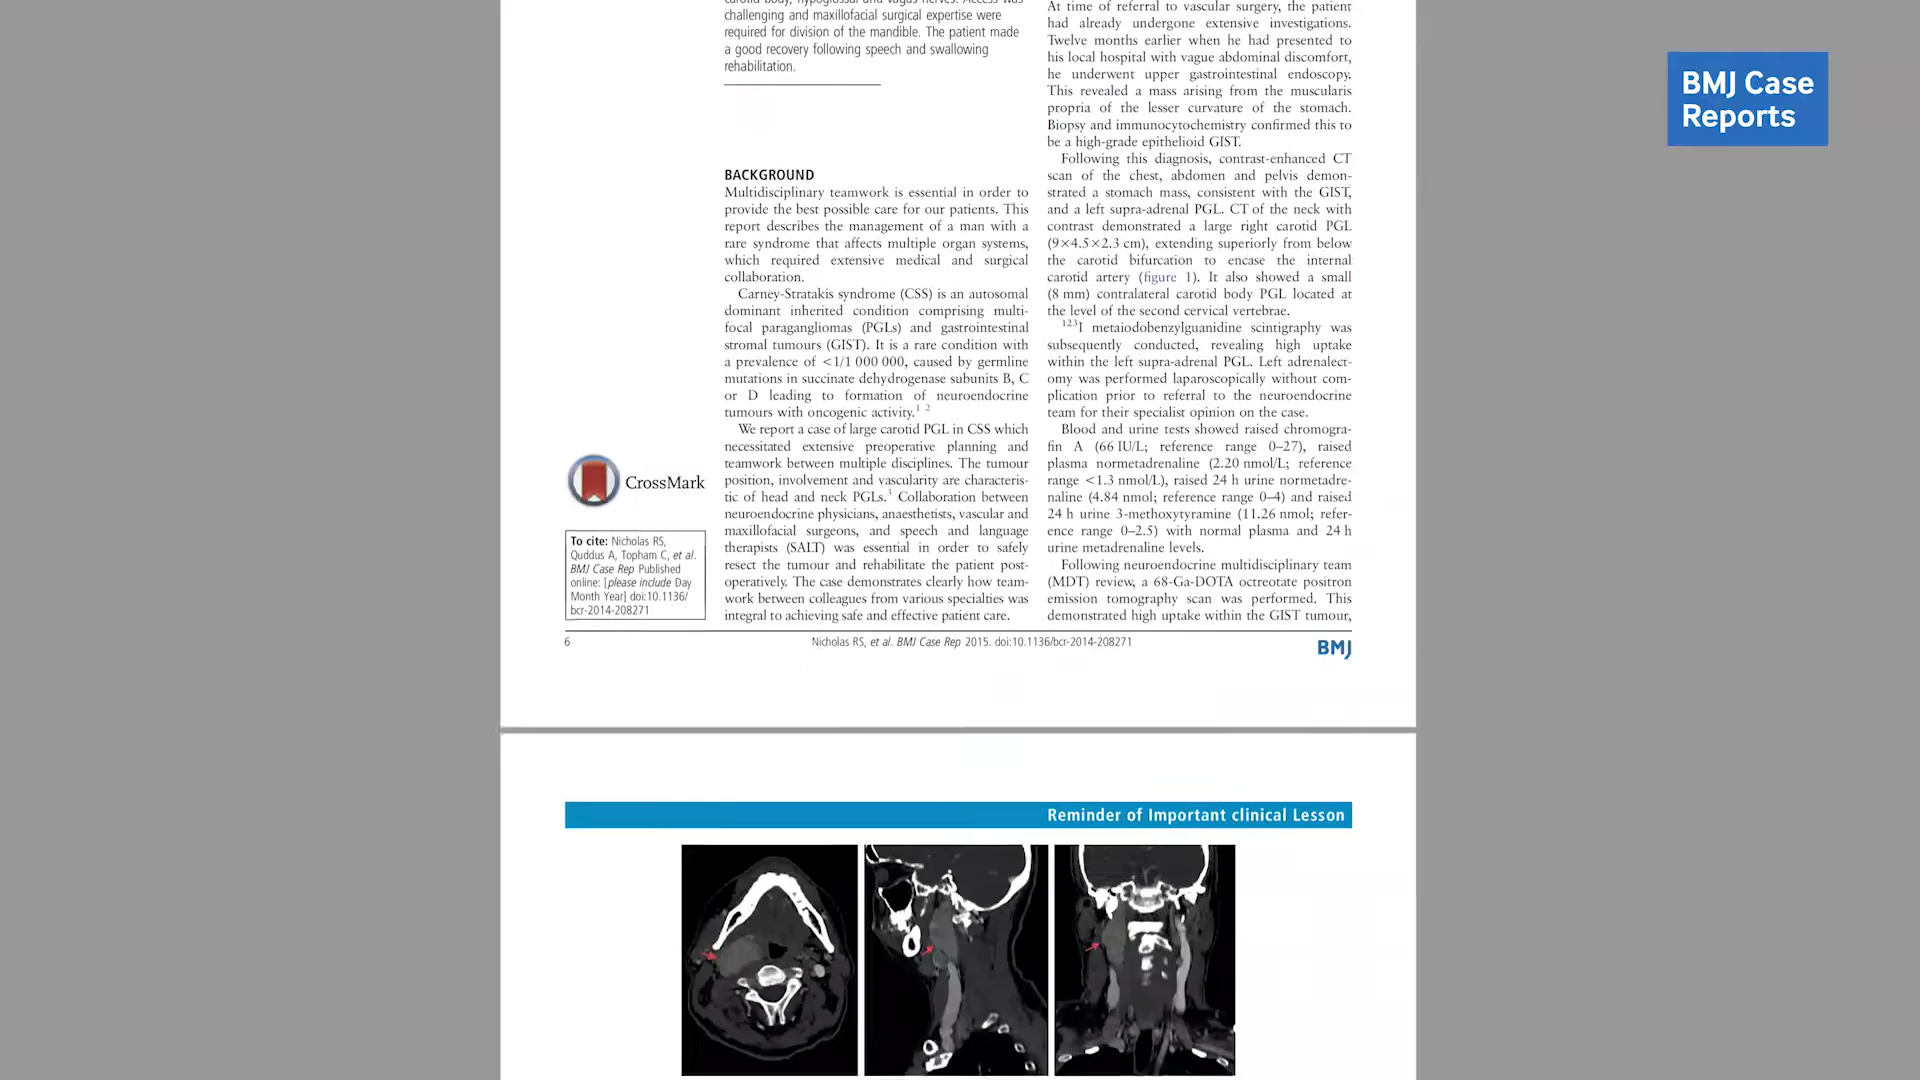 carotid body, hypoglossal and vagus nerves. Access was
challenging and maxillofacial surgical expertise were
required for division of the mandible. The patient made
a good recovery following speech and swallowing
rehabilitation.
BACKGROUND
Multidisciplinary teamwork is essential in order to
provide the best possible care for our patients. This
report describes the management of a man with a
rare syndrome that affects multiple organ systems,
which required extensive medical and surgical
collaboration.
Carney-Stratakis syndrome (CSS) is an autosomal
dominant inherited condition comprising multi-
focal paragangliomas (PGLs) and gastrointestinal
stromal tumours (GIST). It is a rare condition with
a prevalence of <1/1 000 000, caused by germline
mutations in succinate dehydrogenase subunits B, C
or D leading to formation of neuroendocrine
tumours with oncogenic activity.1 2
We report a case of large carotid PGL in CSS which
necessitated extensive preoperative planning and
teamwork between multiple disciplines. The tumour
position, involvement and vascularity are characteris-
tic of head and neck PGLs.3 Collaboration between
neuroendocrine physicians, anaesthetists, vascular and
maxillofacial surgeons, and speech and language
therapists (SALT) was essential in order to safely
resect the tumour and rehabilitate the patient post-
operatively. The case demonstrates clearly how team-
work between colleagues from various specialties was
integral to achieving safe and effective patient care.
At time of referral to vascular surgery, the patient
had already undergone extensive investigations.
Twelve months earlier when he had presented to
his local hospital with vague abdominal discomfort,
he underwent upper gastrointestinal endoscopy.
This revealed a mass arising from the muscularis
propria of the lesser curvature of the stomach.
Biopsy and immunocytochemistry confirmed this to
be a high-grade epithelioid GIST.
Following this diagnosis, contrast-enhanced CT
scan of the chest, abdomen and pelvis demon-
strated a stomach mass, consistent with the GIST,
and a left supra-adrenal PGL. CT of the neck with
contrast demonstrated a large right carotid PGL
(9×4.5×2.3 cm), extending superiorly from below
the carotid bifurcation to encase the internal
carotid artery (figure 1). It also showed a small
(8 mm) contralateral carotid body PGL located at
the level of the second cervical vertebrae.
123I metaiodobenzylguanidine scintigraphy was
subsequently conducted, revealing high uptake
within the left supra-adrenal PGL. Left adrenalect-
omy was performed laparoscopically without com-
plication prior to referral to the neuroendocrine
team for their specialist opinion on the case.
Blood and urine tests showed raised chromogra-
fin A (66 IU/L; reference range 0–27), raised
plasma normetadrenaline (2.20 nmol/L; reference
range <1.3 nmol/L), raised 24 h urine normetadre-
naline (4.84 nmol; reference range 0–4) and raised
24 h urine 3-methoxytyramine (11.26 nmol; refer-
ence range 0–2.5) with normal plasma and 24 h
urine metadrenaline levels.
Following neuroendocrine multidisciplinary team
(MDT) review, a 68-Ga-DOTA octreotate positron
emission tomography scan was performed. This
demonstrated high uptake within the GIST tumour,
CrossMark
To cite: Nicholas RS,
Quddus A, Topham C, et al.
BMJ Case Rep Published
online: [please include Day
Month Year] doi:10.1136/
bcr-2014-208271
6
Nicholas RS, et al. BMJ Case Rep 2015. doi:10.1136/bcr-2014-208271
BMJ
Reminder of Important clinical Lesson
BMJ Case
Reports